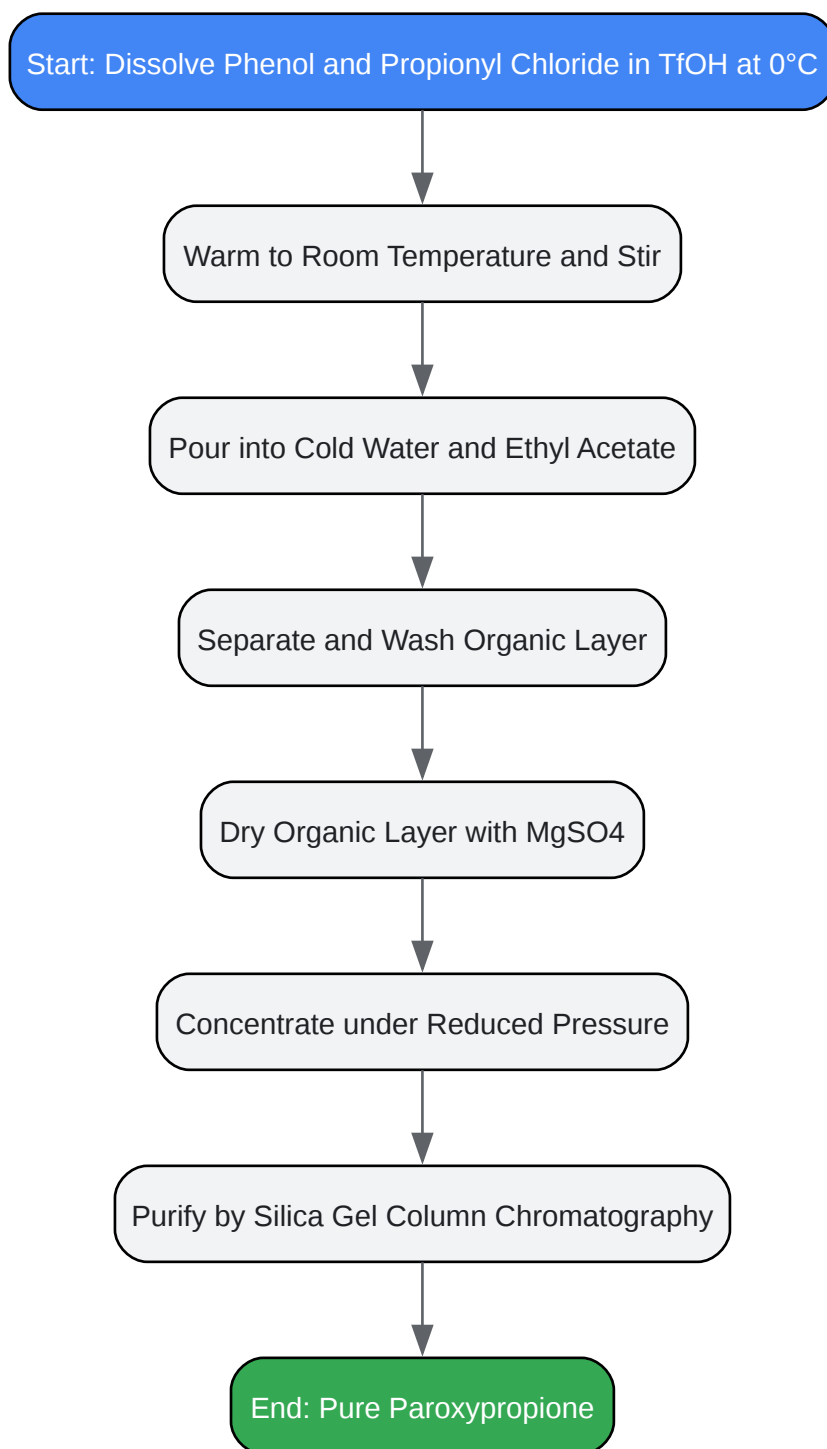 Start: Dissolve Phenol and Propionyl Chloride in TfOH at 0°C
Warm to Room Temperature and Stir
Pour into Cold Water and Ethyl Acetate
Separate and Wash Organic Layer
Dry Organic Layer with MgSO4
Concentrate under Reduced Pressure
Purify by Silica Gel Column Chromatography
End: Pure Paroxypropione